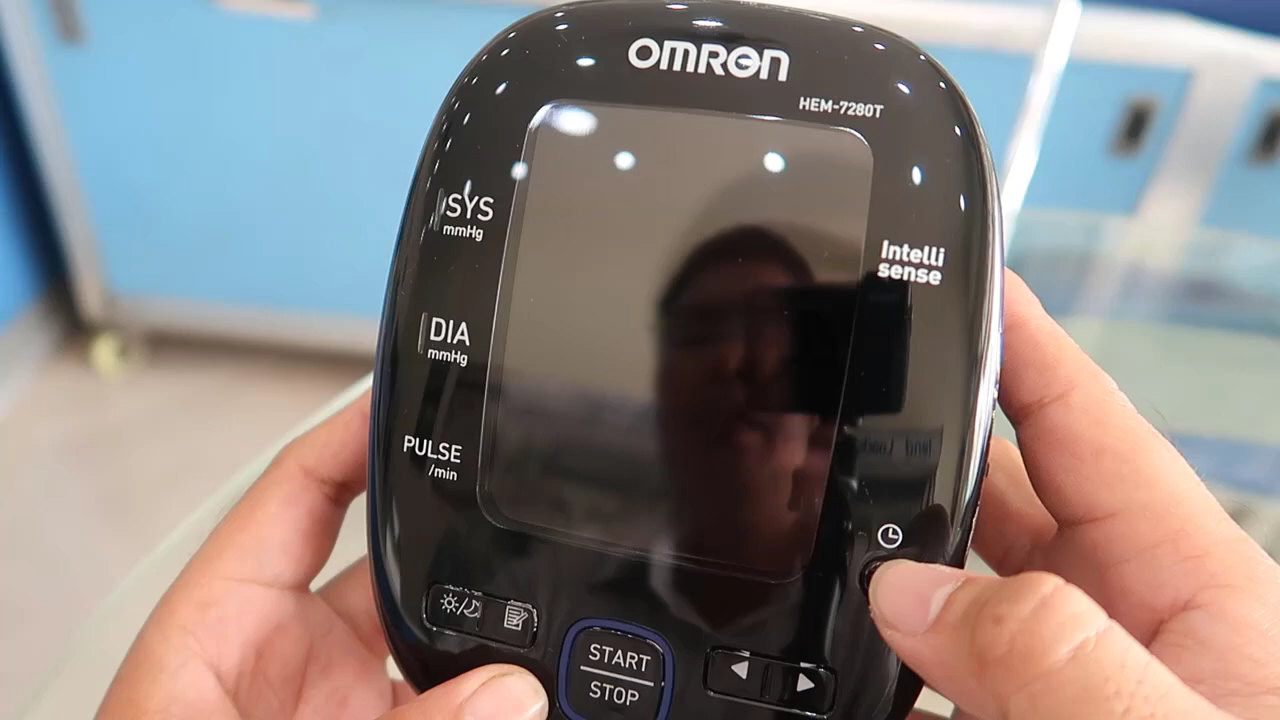 OMRON
HEM-7280T
SYS
mmHg
Intelli
sense
DIA
mmHg
PULSE
/min
START
STOP